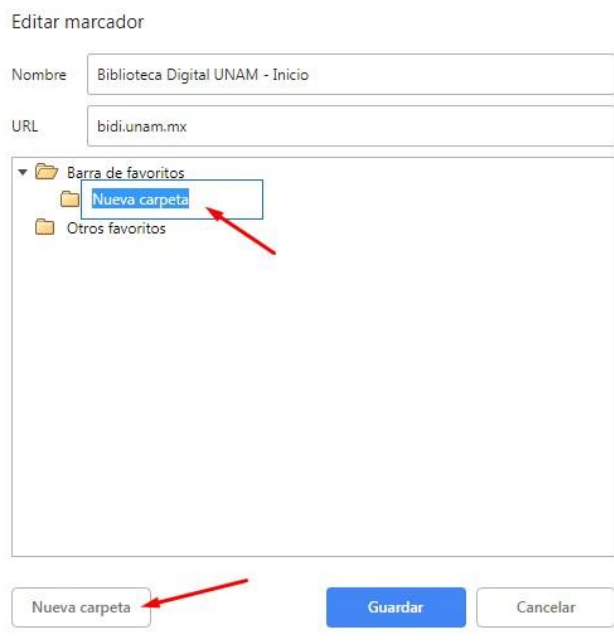 Editar marcador
Nombre Biblioteca Digital UNAM - Inicio
URL bidi.unam.mx
Barra de favoritos
Nueva carpeta
Otros favoritos
Nueva carpeta Guardar Cancelar